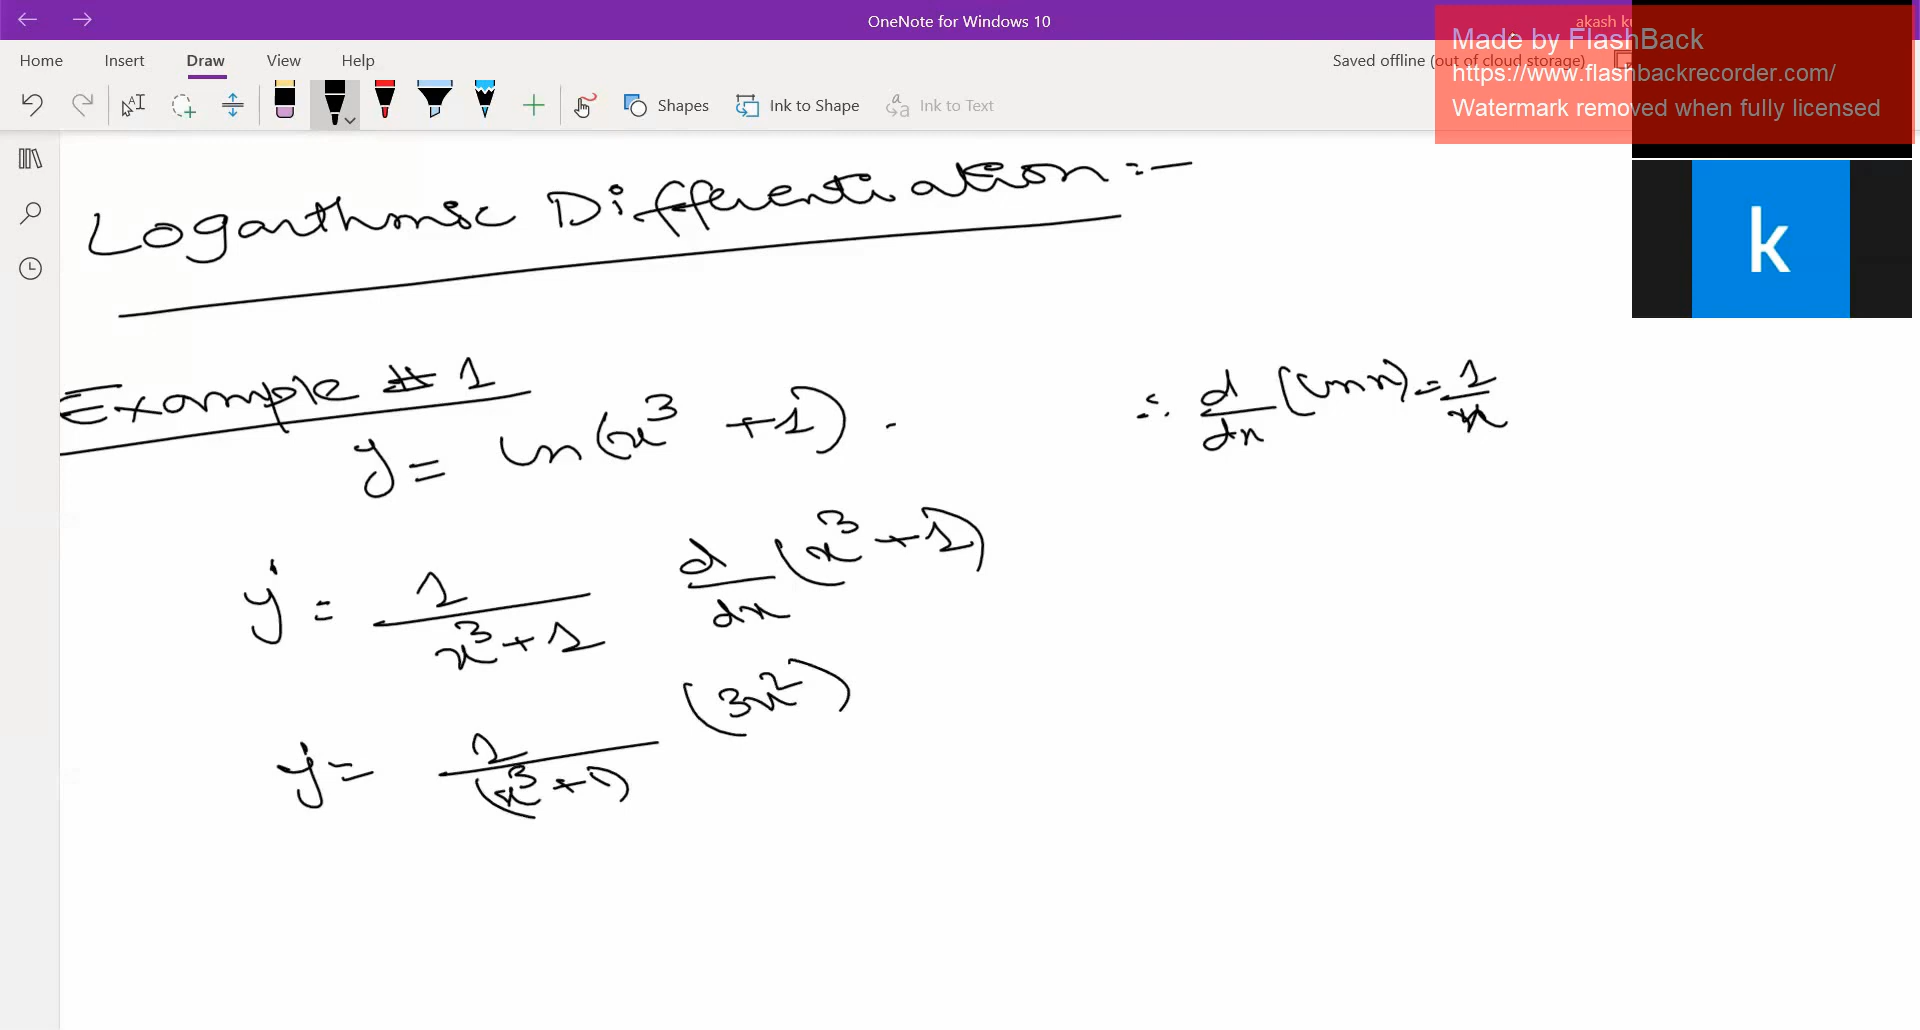 OneNote for Windows 10
akash k
Home Insert Draw View Help
Saved offline (out of cloud storage)
Made by FlashBack
https://www.flashbackrecorder.com/
Watermark removed when fully licensed
Shapes Ink to Shape Ink to Text
k
Logarthmic Differentiation :-
Example # 1
y = ln(x³ + 1) .
∴ d/dx (ln x) = 1/x
y' = 1/(x³ + 1) d/dx (x³ + 1)
y' = 1/(x³ + 1) (3x²)